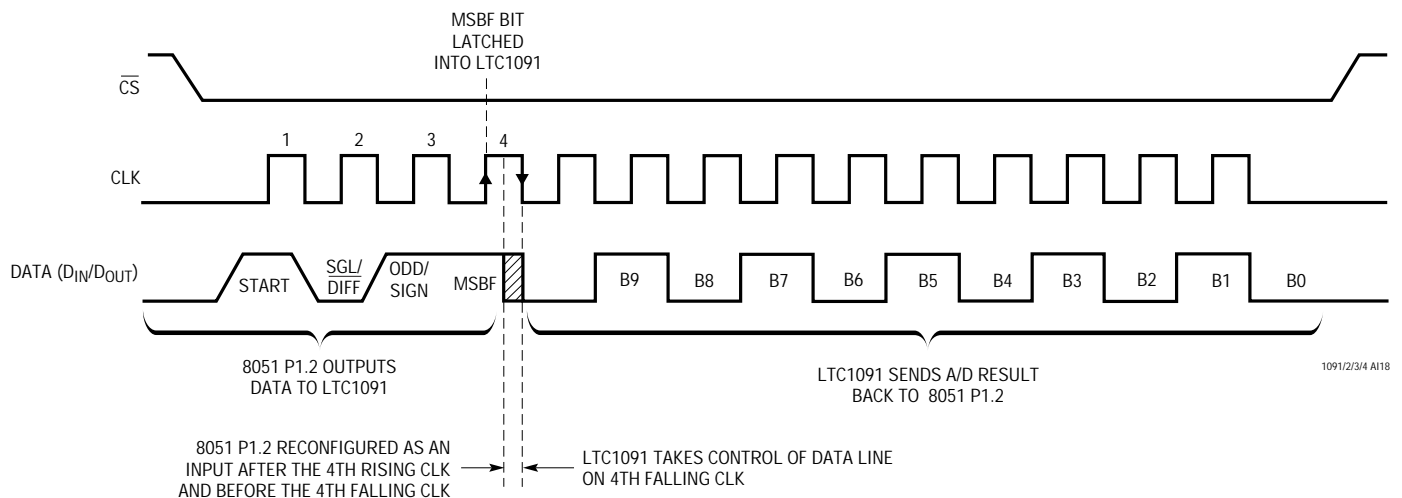 MSBF BIT
LATCHED
INTO LTC1091
CS
1 2 3 4
CLK
DATA (DIN/DOUT)
START
SGL/
DIFF
ODD/
SIGN
MSBF
B9 B8 B7 B6 B5 B4 B3 B2 B1 B0
8051 P1.2 OUTPUTS
DATA TO LTC1091
LTC1091 SENDS A/D RESULT
BACK TO 8051 P1.2
1091/2/3/4 AI18
8051 P1.2 RECONFIGURED AS AN
INPUT AFTER THE 4TH RISING CLK
AND BEFORE THE 4TH FALLING CLK
LTC1091 TAKES CONTROL OF DATA LINE
ON 4TH FALLING CLK